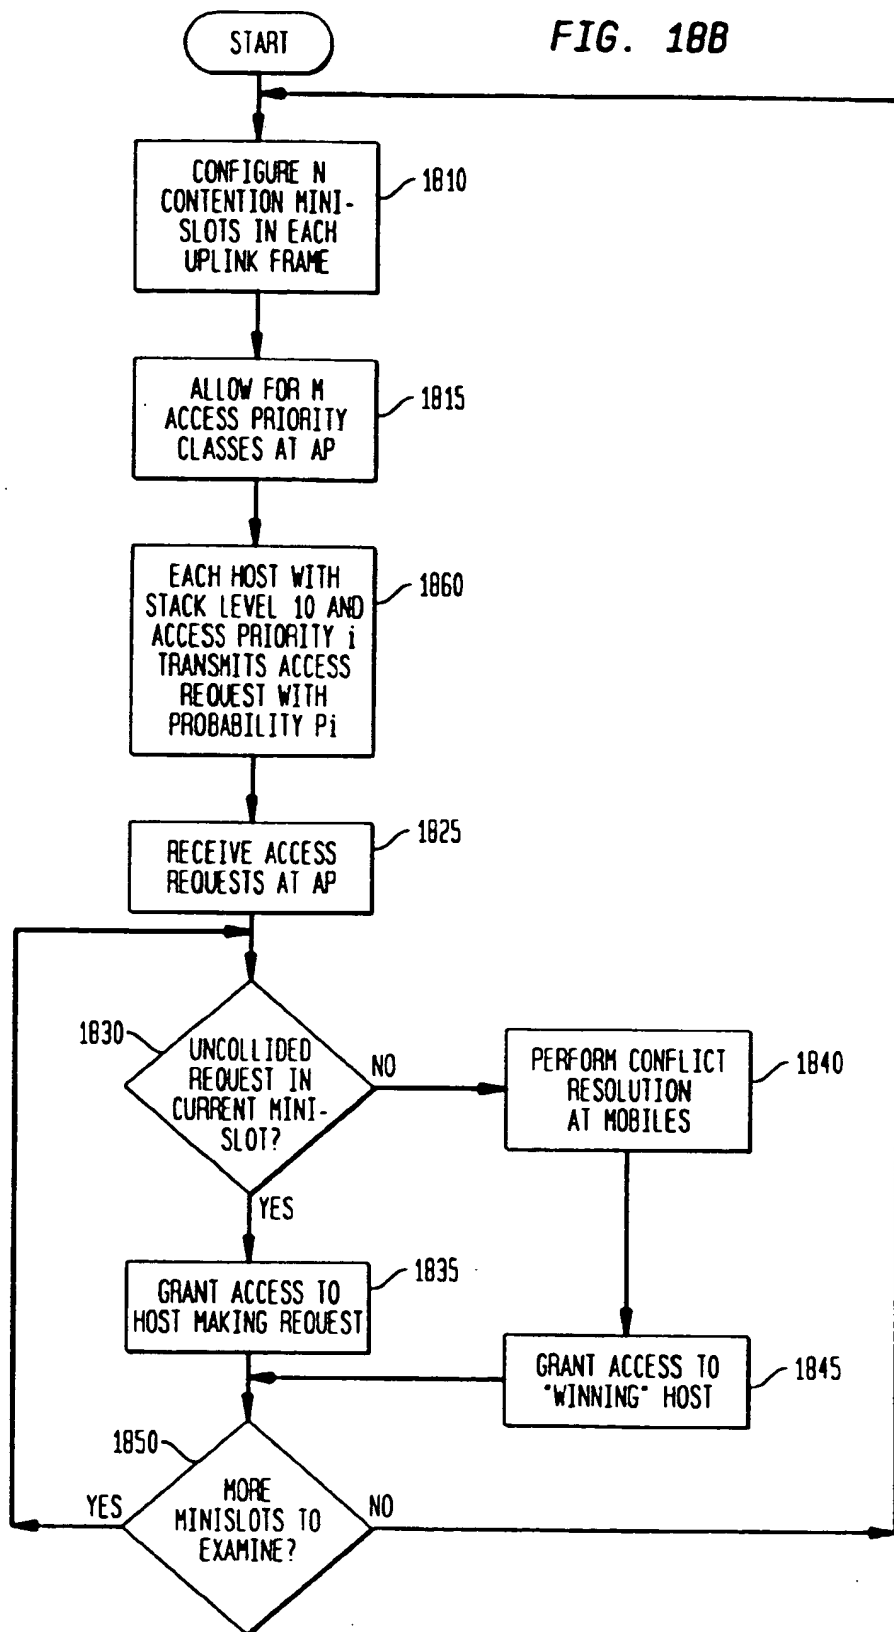 START
FIG. 18B
CONFIGURE N
CONTENTION MINI-
SLOTS IN EACH
UPLINK FRAME
1810
ALLOW FOR M
ACCESS PRIORITY
CLASSES AT AP
1815
EACH HOST WITH
STACK LEVEL 10 AND
ACCESS PRIORITY i
TRANSMITS ACCESS
REQUEST WITH
PROBABILITY Pi
1860
RECEIVE ACCESS
REQUESTS AT AP
1825
1830
UNCOLLIDED
REQUEST IN
CURRENT MINI-
SLOT?
NO
YES
PERFORM CONFLICT
RESOLUTION
AT MOBILES
1840
GRANT ACCESS TO
HOST MAKING REQUEST
1835
GRANT ACCESS TO
"WINNING" HOST
1845
1850
MORE
MINISLOTS TO
EXAMINE?
YES
NO